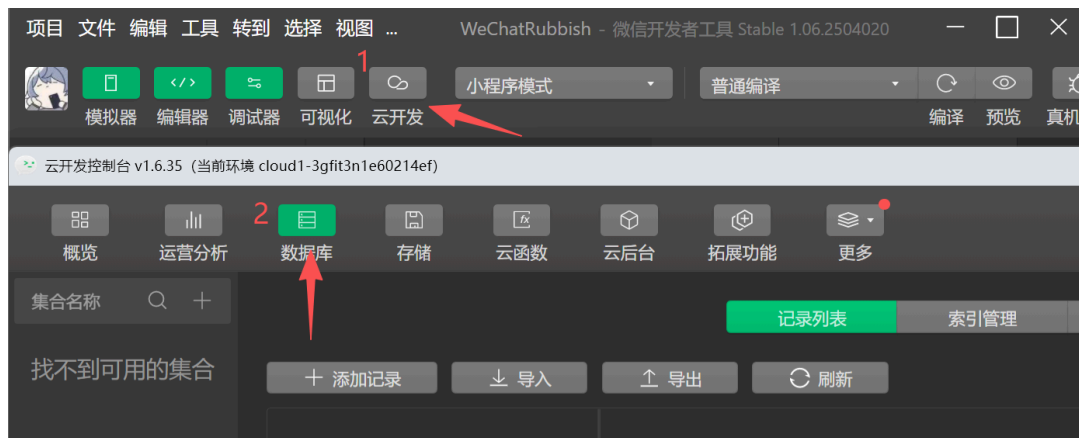 项目 文件 编辑 工具 转到 选择 视图 ... WeChatRubbish - 微信开发者工具 Stable 1.06.2504020
1
小程序模式 普通编译
模拟器 编辑器 调试器 可视化 云开发 编译 预览 真机
云开发控制台 v1.6.35（当前环境 cloud1-3gfit3n1e60214ef）
2
概览 运营分析 数据库 存储 云函数 云后台 拓展功能 更多
集合名称
记录列表 索引管理
找不到可用的集合
添加记录 导入 导出 刷新